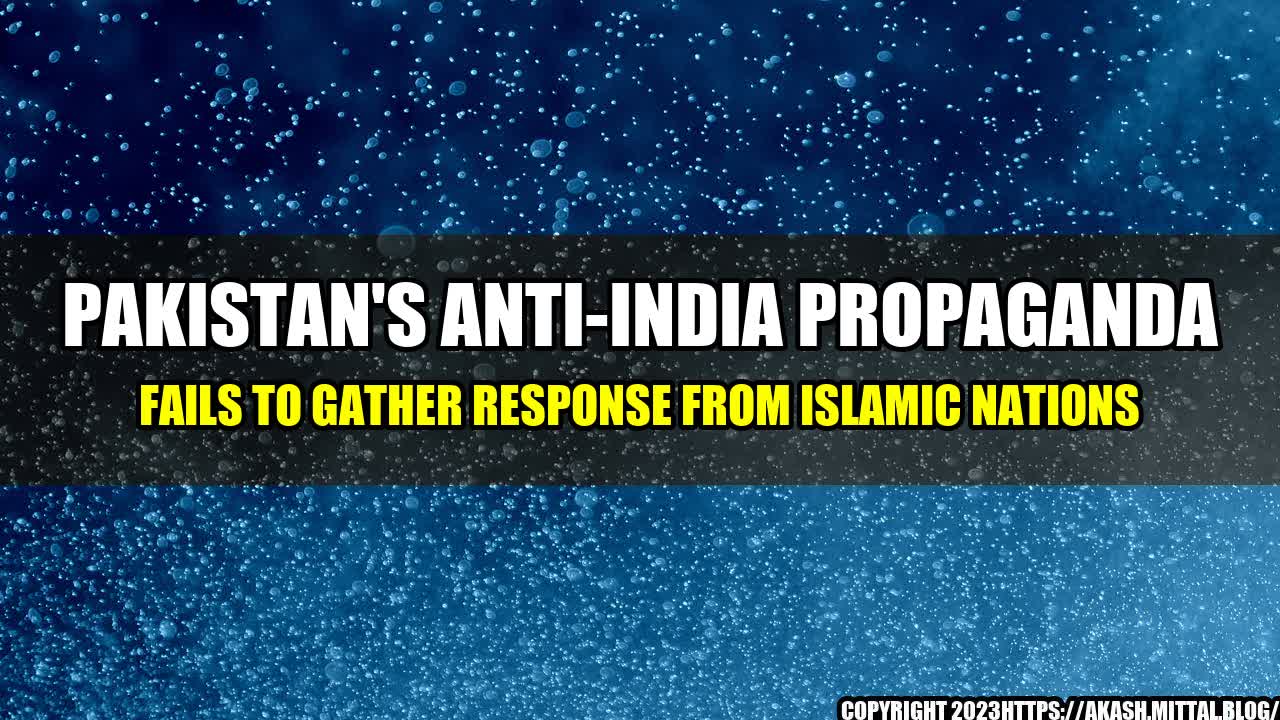 PAKISTAN'S ANTI-INDIA PROPAGANDA
FAILS TO GATHER RESPONSE FROM ISLAMIC NATIONS
COPYRIGHT 2023HTTPS://AKASH.MITTAL.BLOG/